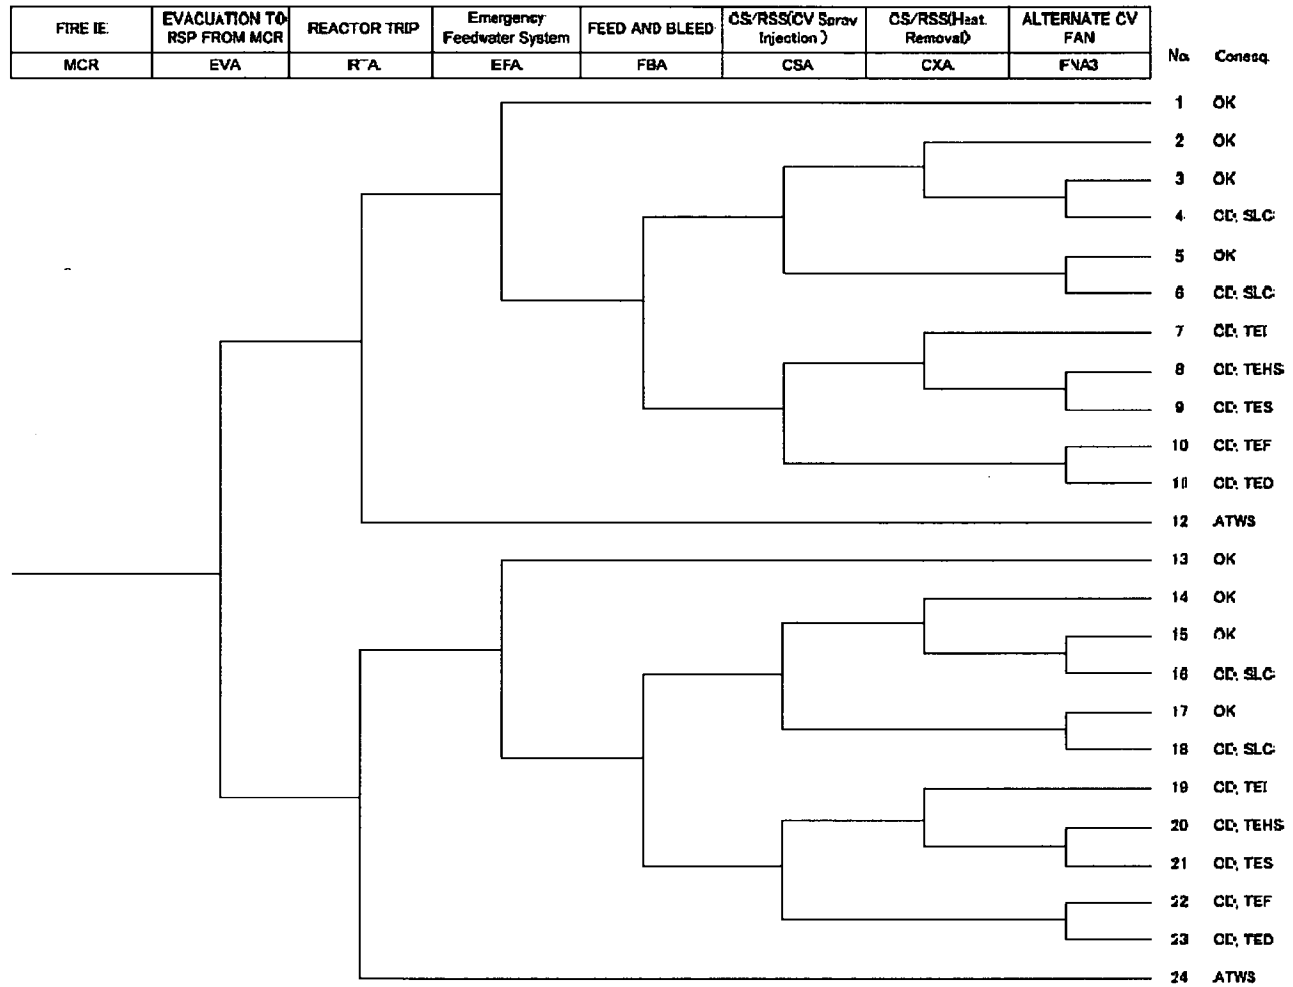 FIRE IE.
EVACUATION TO RSP FROM MCR
REACTOR TRIP
Emergency Feedwater System
FEED AND BLEED
CS/RSS(CV Spray Injection)
CS/RSS(Heat. Removal)
ALTERNATE CV FAN
No. Conesq.
MCR EVA RTA EFA FBA CSA CXA FNA3
1 OK
2 OK
3 OK
4 CD, SLC
5 OK
6 CD, SLC
7 CD, TEI
8 CD, TEHS
9 CD, TES
10 CD, TEF
11 CD, TED
12 ATWS
13 OK
14 OK
15 OK
16 CD, SLC
17 OK
18 CD, SLC
19 CD, TEI
20 CD, TEHS
21 CD, TES
22 CD, TEF
23 CD, TED
24 ATWS